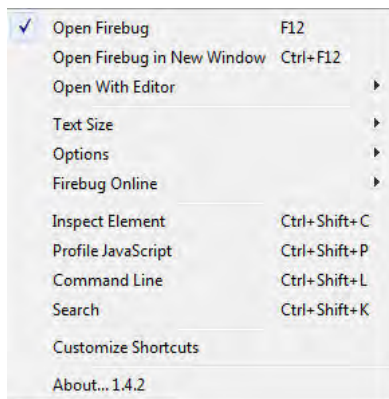 Open Firebug F12
Open Firebug in New Window Ctrl+F12
Open With Editor
Text Size
Options
Firebug Online
Inspect Element Ctrl+Shift+C
Profile JavaScript Ctrl+Shift+P
Command Line Ctrl+Shift+L
Search Ctrl+Shift+K
Customize Shortcuts
About... 1.4.2